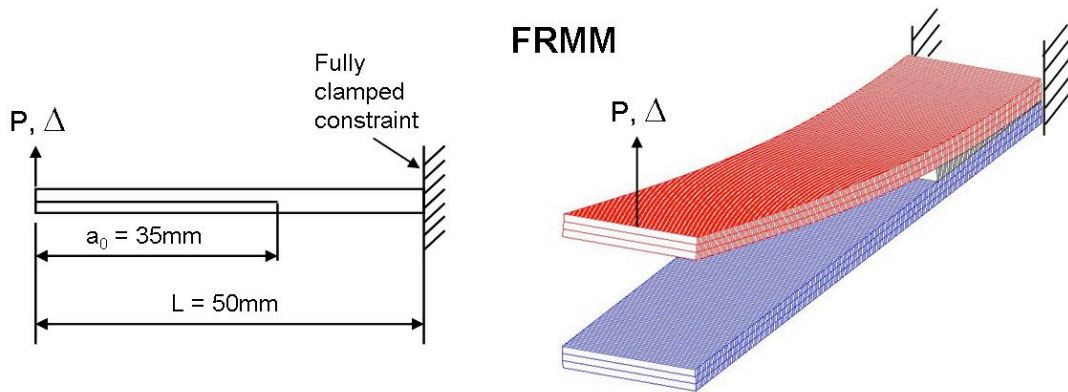 FRMM
Fully
clamped
constraint
P, Δ
a₀ = 35mm
L = 50mm
P, Δ